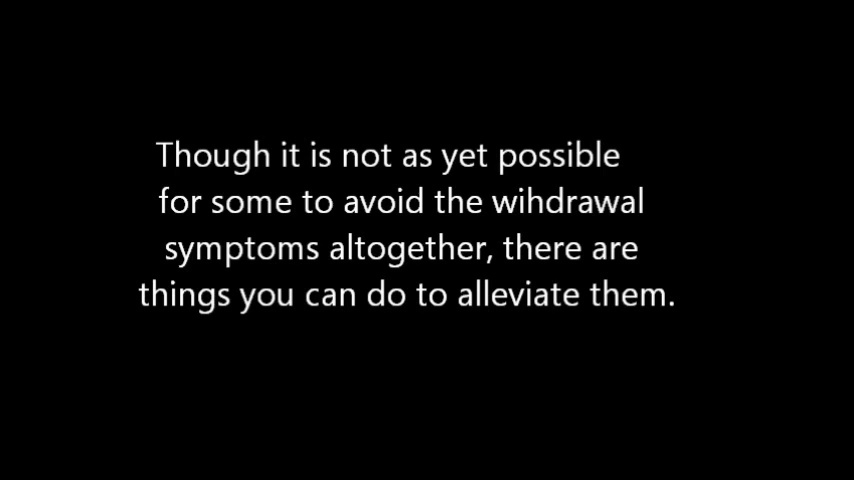 Though it is not as yet possible
for some to avoid the wihdrawal
symptoms altogether, there are
things you can do to alleviate them.